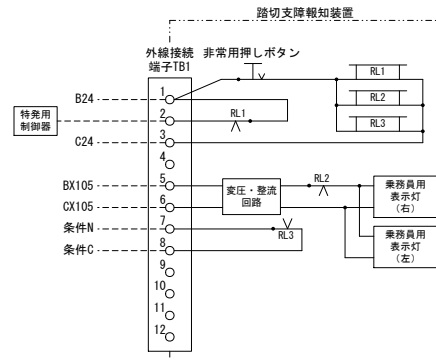 踏切支障報知装置
外線接続
端子TB1
非常用押しボタン
B24
特発用
制御器
C24
BX105
CX105
条件N
条件C
1
2
3
4
5
6
7
8
9
10
11
12
RL1
RL1
RL2
RL3
変圧・整流
回路
RL2
RL3
乗務員用
表示灯
(右)
乗務員用
表示灯
(左)